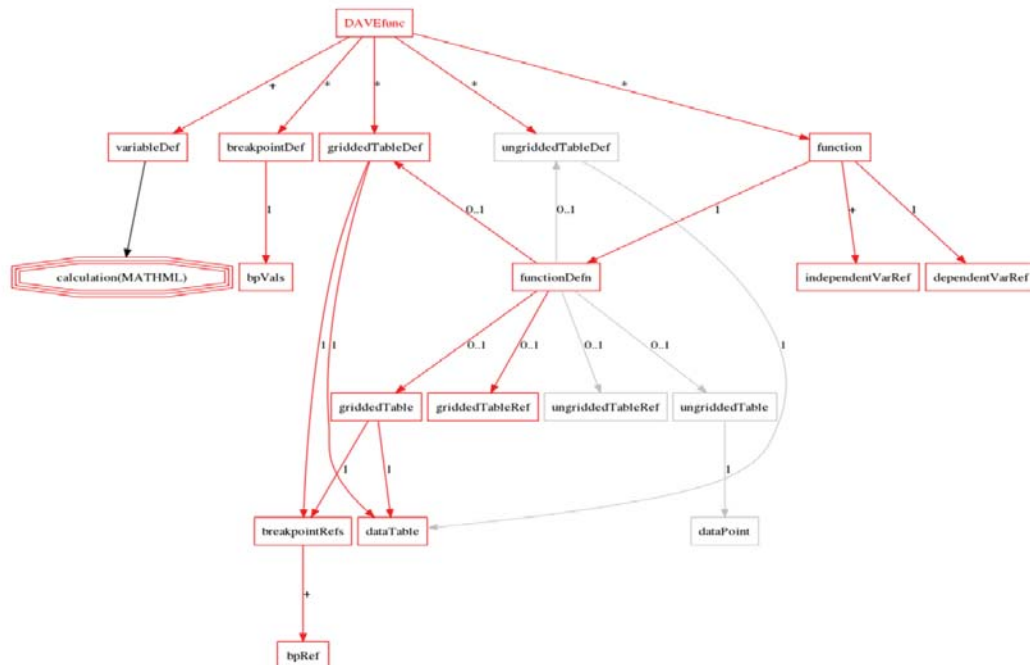 DAVEfunc
+
*
*
*
*
variableDef
breakpointDef
griddedTableDef
ungriddedTableDef
function
1
0..1
0..1
1
+
1
calculation(MATHML)
bpVals
functionDefn
independentVarRef
dependentVarRef
1
1
0..1
0..1
0..1
0..1
1
griddedTable
griddedTableRef
ungriddedTableRef
ungriddedTable
1
1
1
breakpointRefs
dataTable
dataPoint
+
bpRef